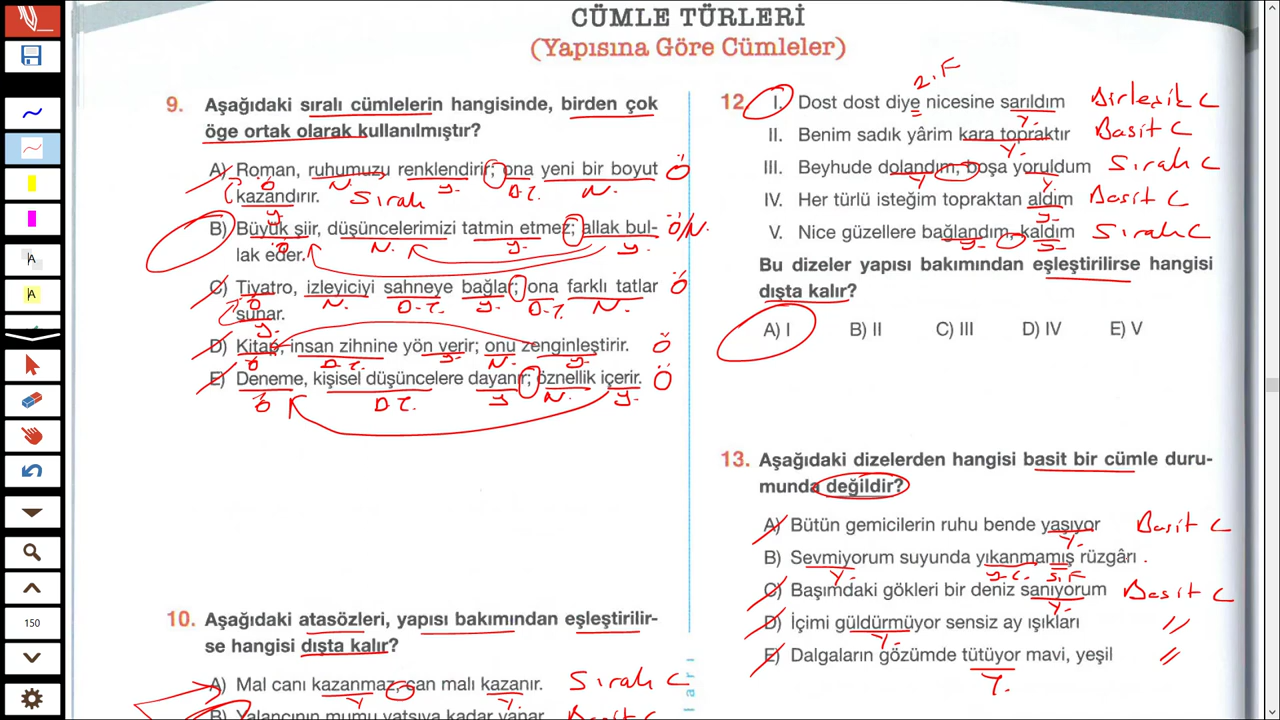 CÜMLE TÜRLERİ
(Yapısına Göre Cümleler)
9. Aşağıdaki sıralı cümlelerin hangisinde, birden çok
öge ortak olarak kullanılmıştır?
A) Roman, ruhumuzu renklendirir; ona yeni bir boyut Ö
N. y. D.T. N.
kazandırır. Sıralı
y
B) Büyük şiir, düşüncelerimizi tatmin etmez; allak bul- Ö/N.
ö N. y. y.
lak eder.
C) Tiyatro, izleyiciyi sahneye bağlar; ona farklı tatlar Ö
ö N. D.T. y. D.T. N.
sunar.
y.
D) Kitap, insan zihnine yön verir; onu zenginleştirir. Ö
ö D.T. y. N. y.
E) Deneme, kişisel düşüncelere dayanır; öznellik içerir. Ö
ö D.T. y N. y.
10. Aşağıdaki atasözleri, yapısı bakımından eşleştirilir-
se hangisi dışta kalır?
A) Mal canı kazanmaz, can malı kazanır. Sıralı C
y y.
B) Yalancının mumu yatsıya kadar yanar. Basit C
2. F
12 I. Dost dost diye nicesine sarıldım Birleşik C
y.
II. Benim sadık yârim kara topraktır Basit C
y.
III. Beyhude dolandım, boşa yoruldum Sıralı C
y y.
IV. Her türlü isteğim topraktan aldım Basit C
y.
V. Nice güzellere bağlandım, kaldım Sıralı C
y. y.
Bu dizeler yapısı bakımından eşleştirilirse hangisi
dışta kalır?
A) I B) II C) III D) IV E) V
13. Aşağıdaki dizelerden hangisi basit bir cümle duru-
munda değildir?
A) Bütün gemicilerin ruhu bende yaşıyor Basit C
y.
B) Sevmiyorum suyunda yıkanmamış rüzgârı .
y. y.C. S.F
C) Başımdaki gökleri bir deniz sanıyorum Basit C
y.
D) İçimi güldürmüyor sensiz ay ışıkları //
y.
E) Dalgaların gözümde tütüyor mavi, yeşil //
y.
ları
A
A
150